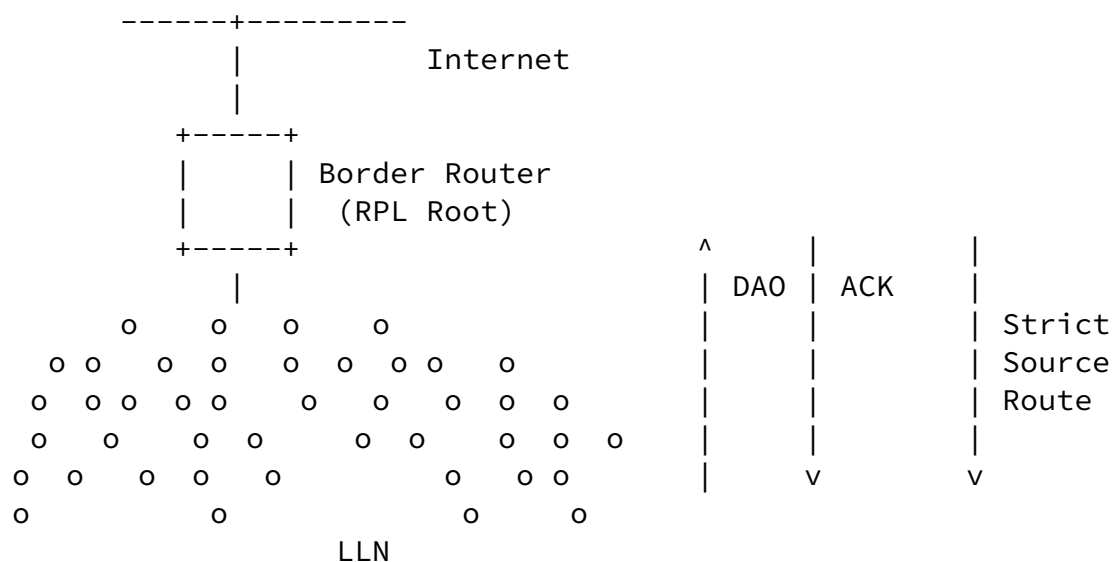 Internet
Border Router
(RPL Root)
DAO ACK
Strict
Source
Route
LLN